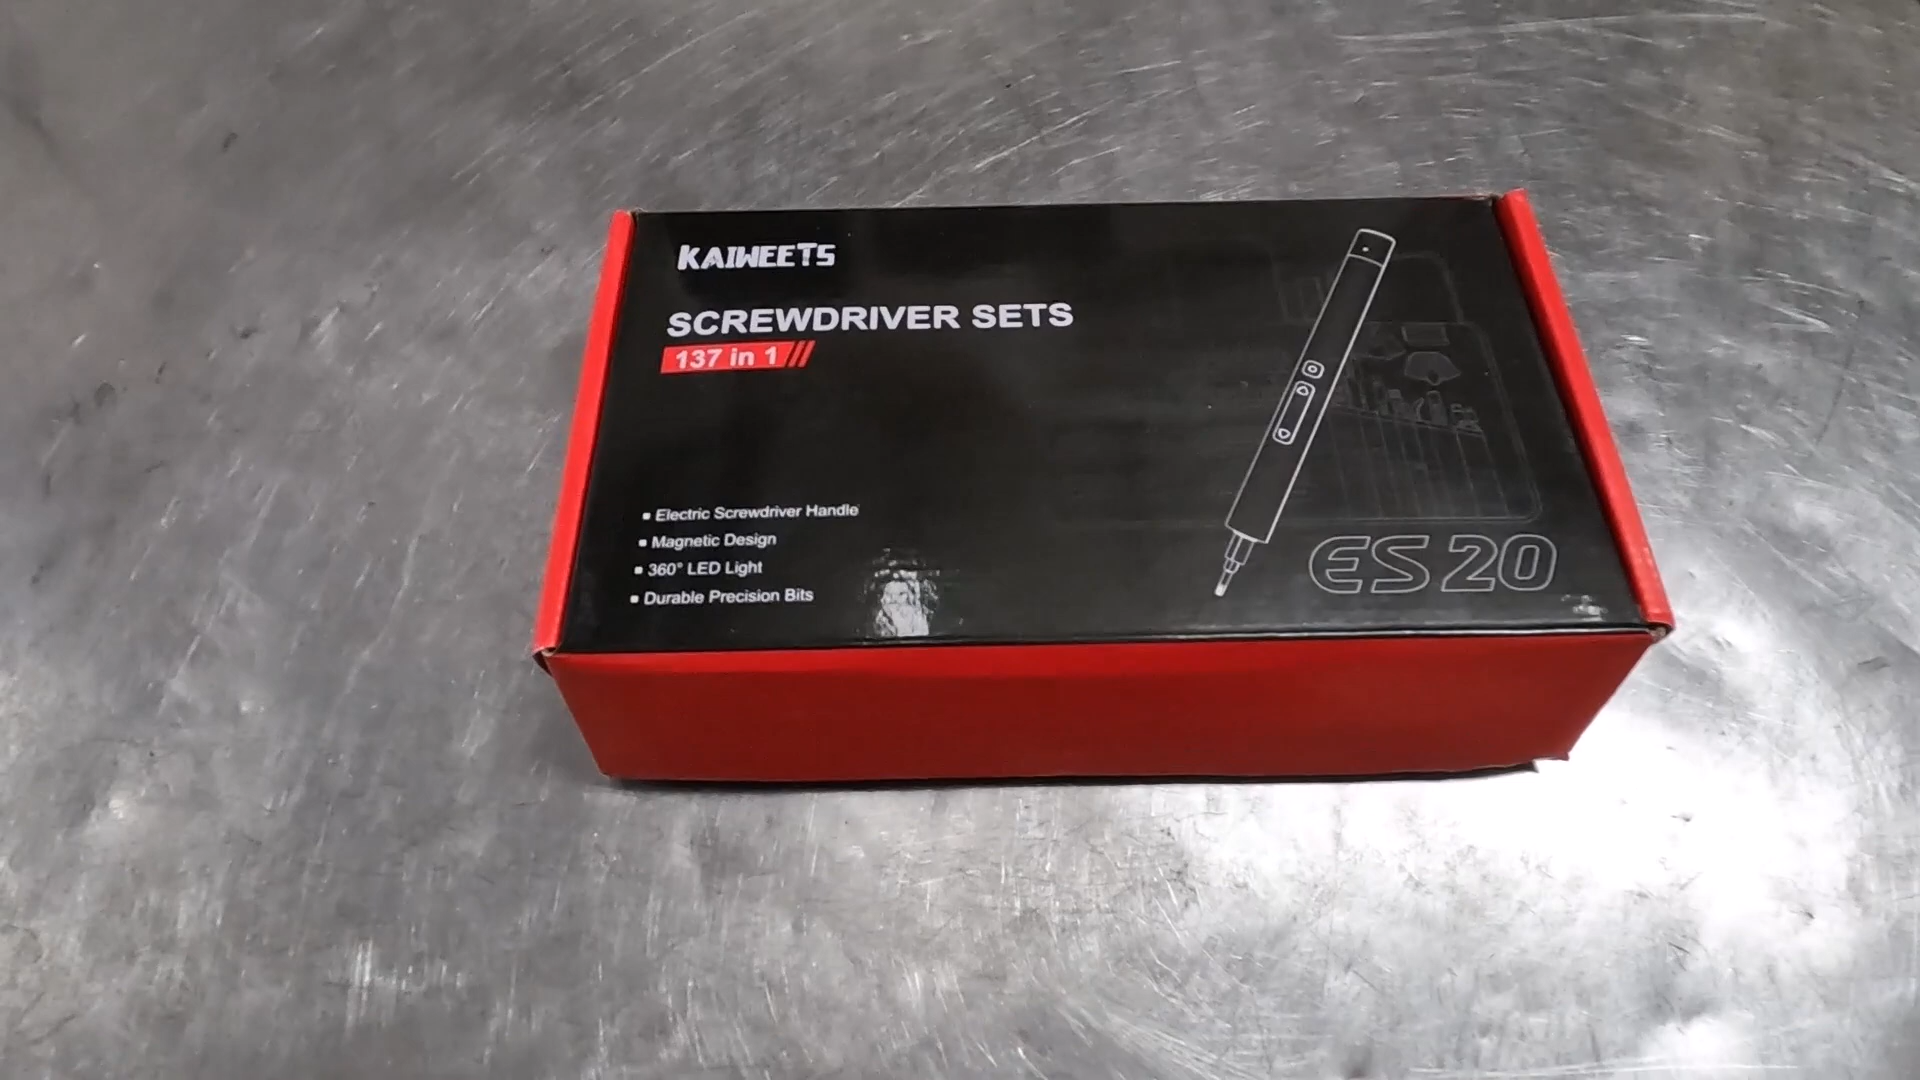 KAIWEETS
SCREWDRIVER SETS
137 in 1
▪ Electric Screwdriver Handle
▪ Magnetic Design
▪ 360° LED Light
▪ Durable Precision Bits
ES20